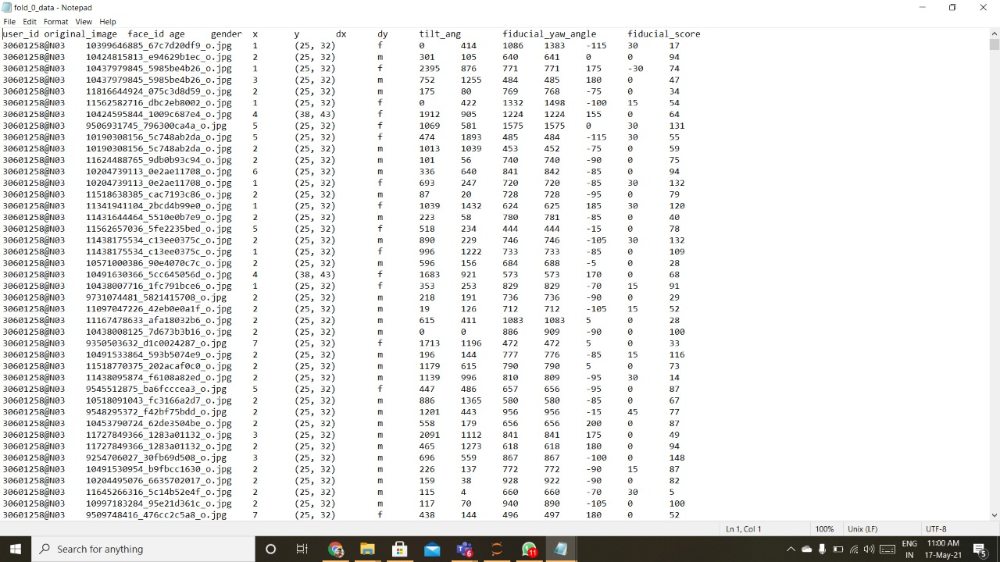 fold_0_data - Notepad
File Edit Format View Help
user_id original_image face_id age gender x y dx dy tilt_ang fiducial_yaw_angle fiducial_score
30601258@N03 10399646885_67c7d20df9_o.jpg 1 (25, 32) f 0 414 1086 1383 -115 30 17
30601258@N03 10424815813_e94629b1ec_o.jpg 2 (25, 32) m 301 105 640 641 0 0 94
30601258@N03 10437979845_5985be4b26_o.jpg 1 (25, 32) f 2395 876 771 771 175 -30 74
30601258@N03 10437979845_5985be4b26_o.jpg 3 (25, 32) m 752 1255 484 485 180 0 47
30601258@N03 11816644924_075c3d8d59_o.jpg 2 (25, 32) m 175 80 769 768 -75 0 34
30601258@N03 11562582716_dbc2eb8002_o.jpg 1 (25, 32) f 0 422 1332 1498 -100 15 54
30601258@N03 10424595844_1009c687e4_o.jpg 4 (38, 43) f 1912 905 1224 1224 155 0 64
30601258@N03 9506931745_796300ca4a_o.jpg 5 (25, 32) f 1069 581 1575 1575 0 30 131
30601258@N03 10190308156_5c748ab2da_o.jpg 5 (25, 32) f 474 1893 485 484 -115 30 55
30601258@N03 10190308156_5c748ab2da_o.jpg 2 (25, 32) m 1013 1039 453 452 -75 0 59
30601258@N03 11624488765_9db0b93c94_o.jpg 2 (25, 32) m 101 56 740 740 -90 0 75
30601258@N03 10204739113_0e2ae11708_o.jpg 6 (25, 32) m 336 640 841 842 -85 0 94
30601258@N03 10204739113_0e2ae11708_o.jpg 1 (25, 32) f 693 247 720 720 -85 30 132
30601258@N03 11518638385_cac7193c86_o.jpg 2 (25, 32) m 87 20 728 728 -95 0 79
30601258@N03 11341941104_2bcd4b99e0_o.jpg 1 (25, 32) f 1039 1432 624 625 185 30 120
30601258@N03 11431644464_5510e0b7e9_o.jpg 2 (25, 32) m 223 58 780 781 -85 0 40
30601258@N03 11562657036_5fe2235bed_o.jpg 5 (25, 32) f 518 234 444 444 -15 0 78
30601258@N03 11438175534_c13ee0375c_o.jpg 2 (25, 32) m 890 229 746 746 -105 30 132
30601258@N03 11438175534_c13ee0375c_o.jpg 1 (25, 32) f 996 1222 733 733 -85 0 109
30601258@N03 10571000386_90e4070c7c_o.jpg 2 (25, 32) m 596 156 684 688 -5 0 28
30601258@N03 10491630366_5cc645056d_o.jpg 4 (38, 43) f 1683 921 573 573 170 0 68
30601258@N03 10438007716_1fc791bce6_o.jpg 1 (25, 32) f 353 253 829 829 -70 15 91
30601258@N03 9731074481_5821415708_o.jpg 2 (25, 32) m 218 191 736 736 -90 0 29
30601258@N03 11097047226_42eb0e0a1f_o.jpg 2 (25, 32) m 19 126 712 712 -105 15 52
30601258@N03 11167478633_afa18032b6_o.jpg 2 (25, 32) m 615 411 1083 1083 5 0 28
30601258@N03 10438008125_7d673b3b16_o.jpg 2 (25, 32) m 0 0 886 909 -90 0 100
30601258@N03 9350503632_d1c0024287_o.jpg 7 (25, 32) f 1713 1196 472 472 5 0 33
30601258@N03 10491533864_593b5074e9_o.jpg 2 (25, 32) m 196 144 777 776 -85 15 116
30601258@N03 11518770375_202acaf0c0_o.jpg 2 (25, 32) m 1179 615 790 790 5 0 73
30601258@N03 11438095874_f6108a82ed_o.jpg 2 (25, 32) m 1139 996 810 809 -95 30 14
30601258@N03 9545512875_ba6fcccea3_o.jpg 5 (25, 32) f 447 486 657 656 -95 0 87
30601258@N03 10518091043_fc3166a2d7_o.jpg 2 (25, 32) m 886 1365 580 580 -85 0 67
30601258@N03 9548295372_f42bf75bdd_o.jpg 2 (25, 32) m 1201 443 956 956 -15 45 77
30601258@N03 10453790724_62de3504be_o.jpg 2 (25, 32) m 558 179 656 656 200 0 87
30601258@N03 11727849366_1283a01132_o.jpg 3 (25, 32) m 2091 1112 841 841 175 0 49
30601258@N03 11727849366_1283a01132_o.jpg 2 (25, 32) m 465 1273 618 618 180 0 94
30601258@N03 9254706027_30fb69d508_o.jpg 3 (25, 32) m 696 559 867 867 -100 0 148
30601258@N03 10491530954_b9fbcc1630_o.jpg 2 (25, 32) m 226 137 772 772 -90 15 87
30601258@N03 10204495076_6635702017_o.jpg 2 (25, 32) m 159 38 928 922 -90 0 82
30601258@N03 11645266316_5c14b52e4f_o.jpg 2 (25, 32) m 115 4 660 660 -70 30 5
30601258@N03 10997183284_95e21d361c_o.jpg 2 (25, 32) m 117 70 940 890 -105 0 100
30601258@N03 9509748416_476cc2c5a8_o.jpg 7 (25, 32) f 438 144 496 497 180 0 52
Ln 1, Col 1 100% Unix (LF) UTF-8
Type here to search 6 11 ENG 11:00 AM
IN 17-May-21 5